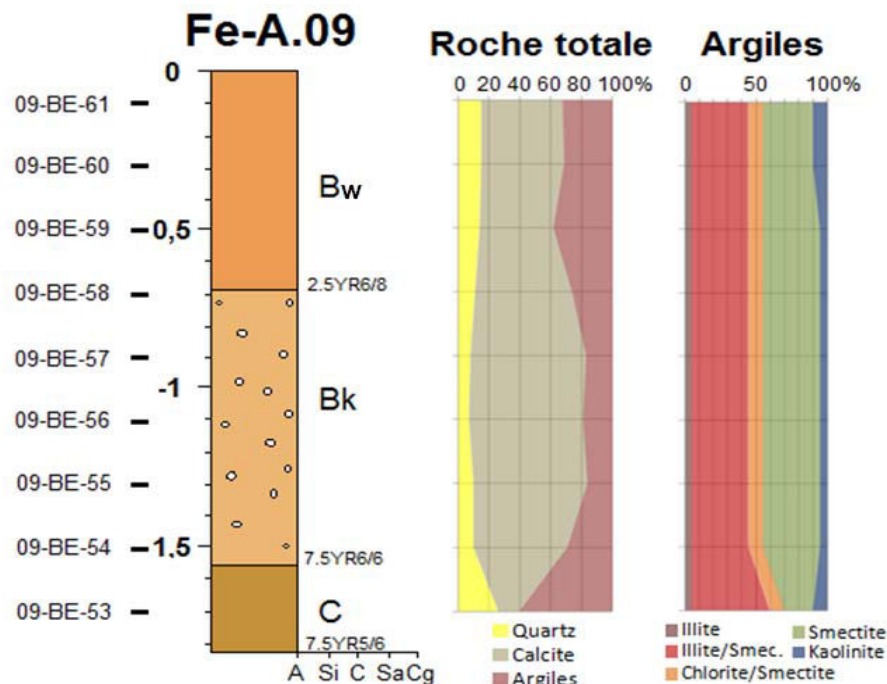 Fe-A.09
Roche totale
Argiles
0 20 40 60 80 100%
0 50 100%
0
09-BE-61
09-BE-60
Bw
09-BE-59
0,5
2.5YR6/8
09-BE-58
09-BE-57
-1
Bk
09-BE-56
09-BE-55
09-BE-54
1,5
7.5YR6/6
09-BE-53
C
7.5YR5/6
A Si C Sa Cg
Quartz
Calcite
Argiles
Illite
Illite/Smec.
Chlorite/Smectite
Smectite
Kaolinite